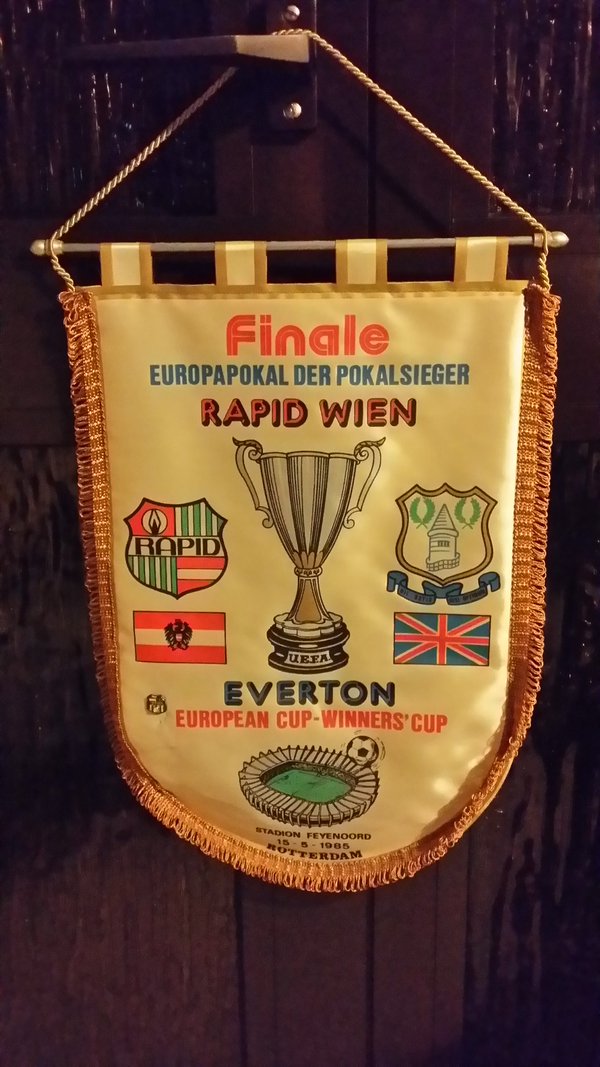 Finale
EUROPAPOKAL DER POKALSIEGER
RAPID WIEN
RAPID
UEFA
EVERTON
EUROPEAN CUP-WINNERS' CUP
STADION FEYENOORD
15-5-1985
ROTTERDAM